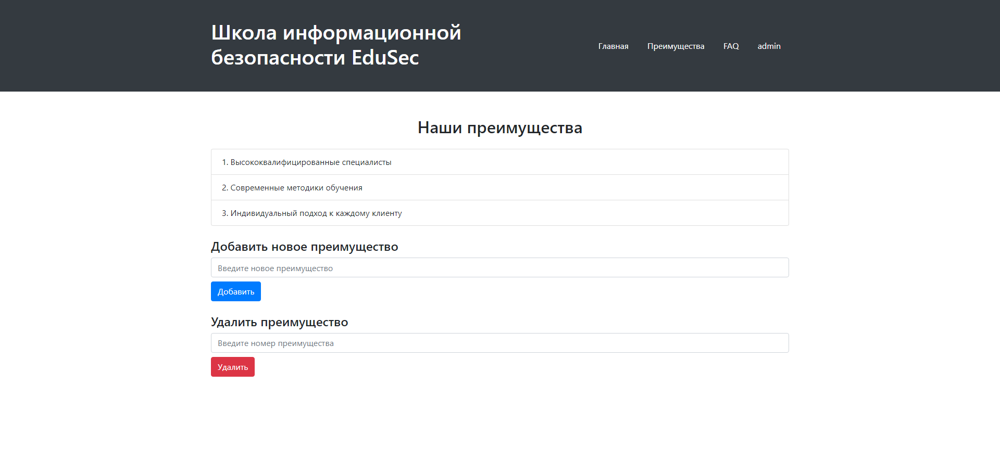 Школа информационной
безопасности EduSec
Главная Преимущества FAQ admin
Наши преимущества
1. Высококвалифицированные специалисты
2. Современные методики обучения
3. Индивидуальный подход к каждому клиенту
Добавить новое преимущество
Введите новое преимущество
Добавить
Удалить преимущество
Введите номер преимущества
Удалить